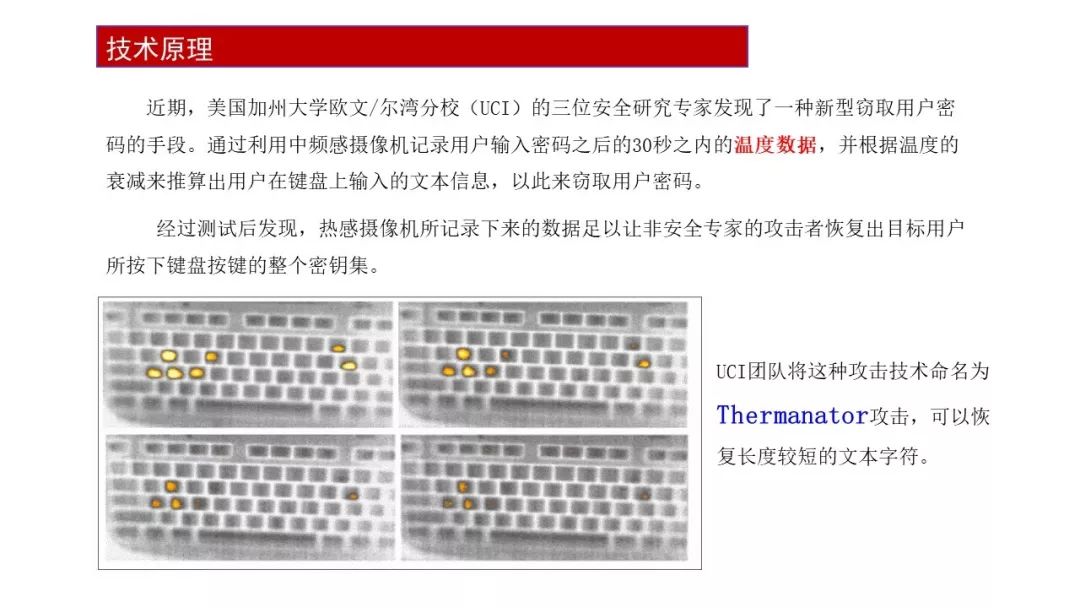 技术原理
近期，美国加州大学欧文/尔湾分校（UCI）的三位安全研究专家发现了一种新型窃取用户密
码的手段。通过利用中频感摄像机记录用户输入密码之后的30秒之内的温度数据，并根据温度的
衰减来推算出用户在键盘上输入的文本信息，以此来窃取用户密码。
经过测试后发现，热感摄像机所记录下来的数据足以让非安全专家的攻击者恢复出目标用户
所按下键盘按键的整个密钥集。
UCI团队将这种攻击技术命名为
Thermanator攻击，可以恢
复长度较短的文本字符。